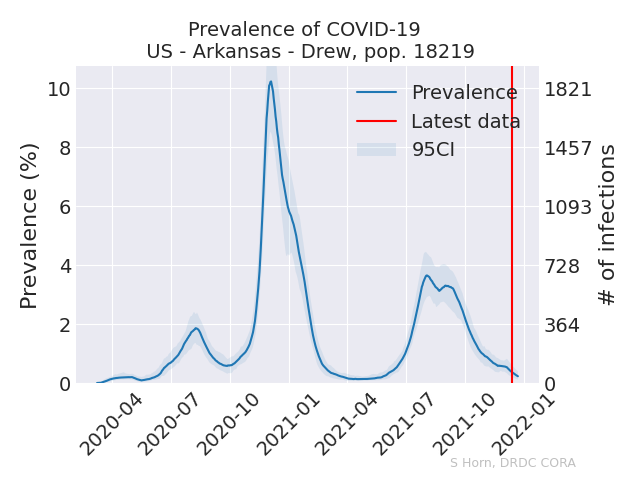 Prevalence of COVID-19
US - Arkansas - Drew, pop. 18219
Prevalence (%)
10
8
6
4
2
0
Prevalence
Latest data
95CI
1821
1457
1093
728
364
0
# of infections
2020-04
2020-07
2020-10
2021-01
2021-04
2021-07
2021-10
2022-01
S Horn, DRDC CORA